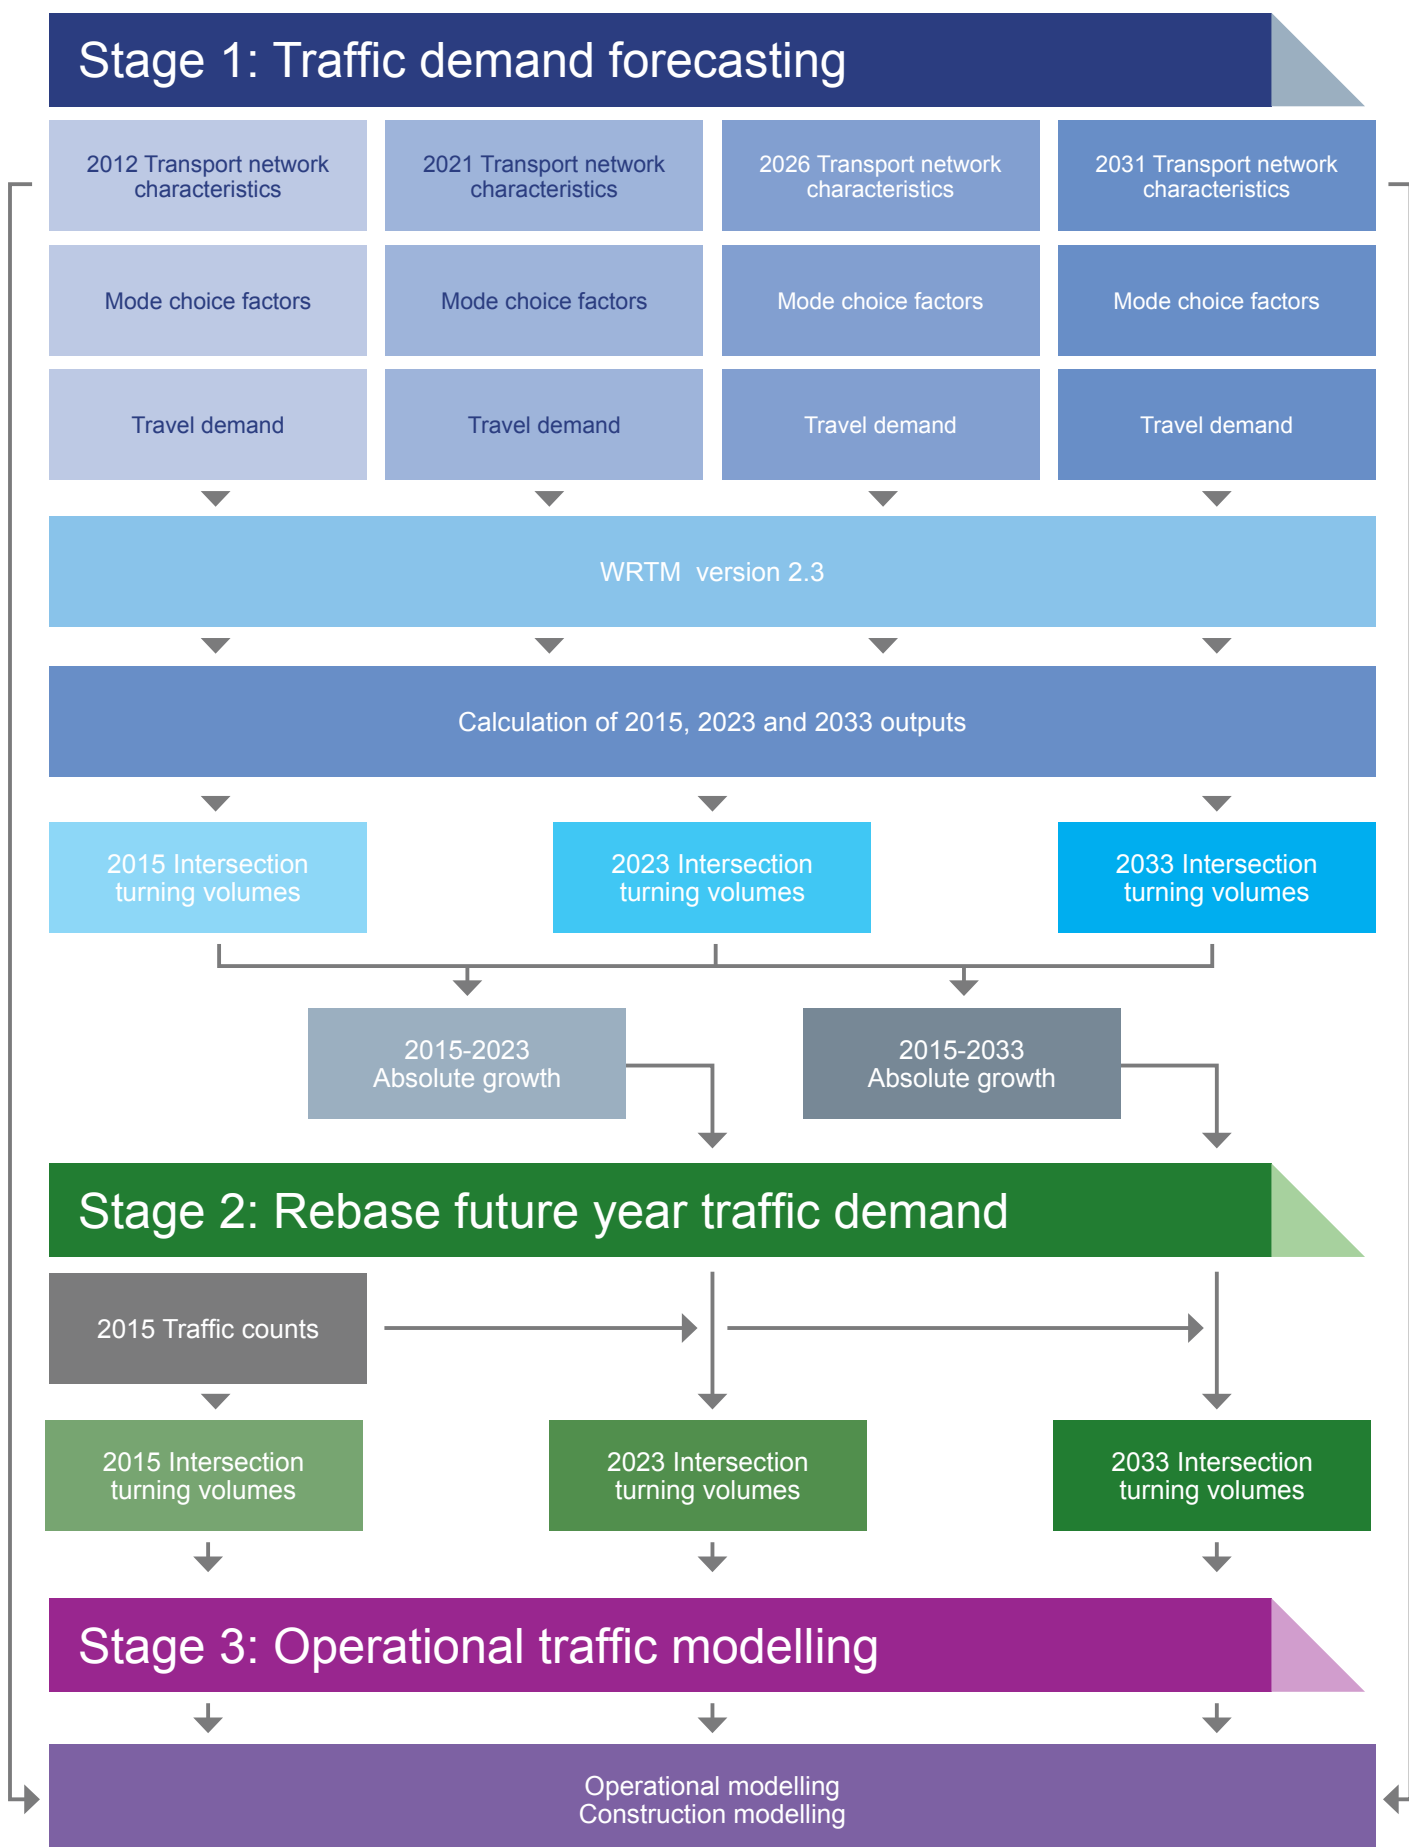 Stage 1: Traffic demand forecasting
2012 Transport network
characteristics
2021 Transport network
characteristics
2026 Transport network
characteristics
2031 Transport network
characteristics
Mode choice factors
Mode choice factors
Mode choice factors
Mode choice factors
Travel demand
Travel demand
Travel demand
Travel demand
WRTM version 2.3
Calculation of 2015, 2023 and 2033 outputs
2015 Intersection
turning volumes
2023 Intersection
turning volumes
2033 Intersection
turning volumes
2015-2023
Absolute growth
2015-2033
Absolute growth
Stage 2: Rebase future year traffic demand
2015 Traffic counts
2015 Intersection
turning volumes
2023 Intersection
turning volumes
2033 Intersection
turning volumes
Stage 3: Operational traffic modelling
Operational modelling
Construction modelling